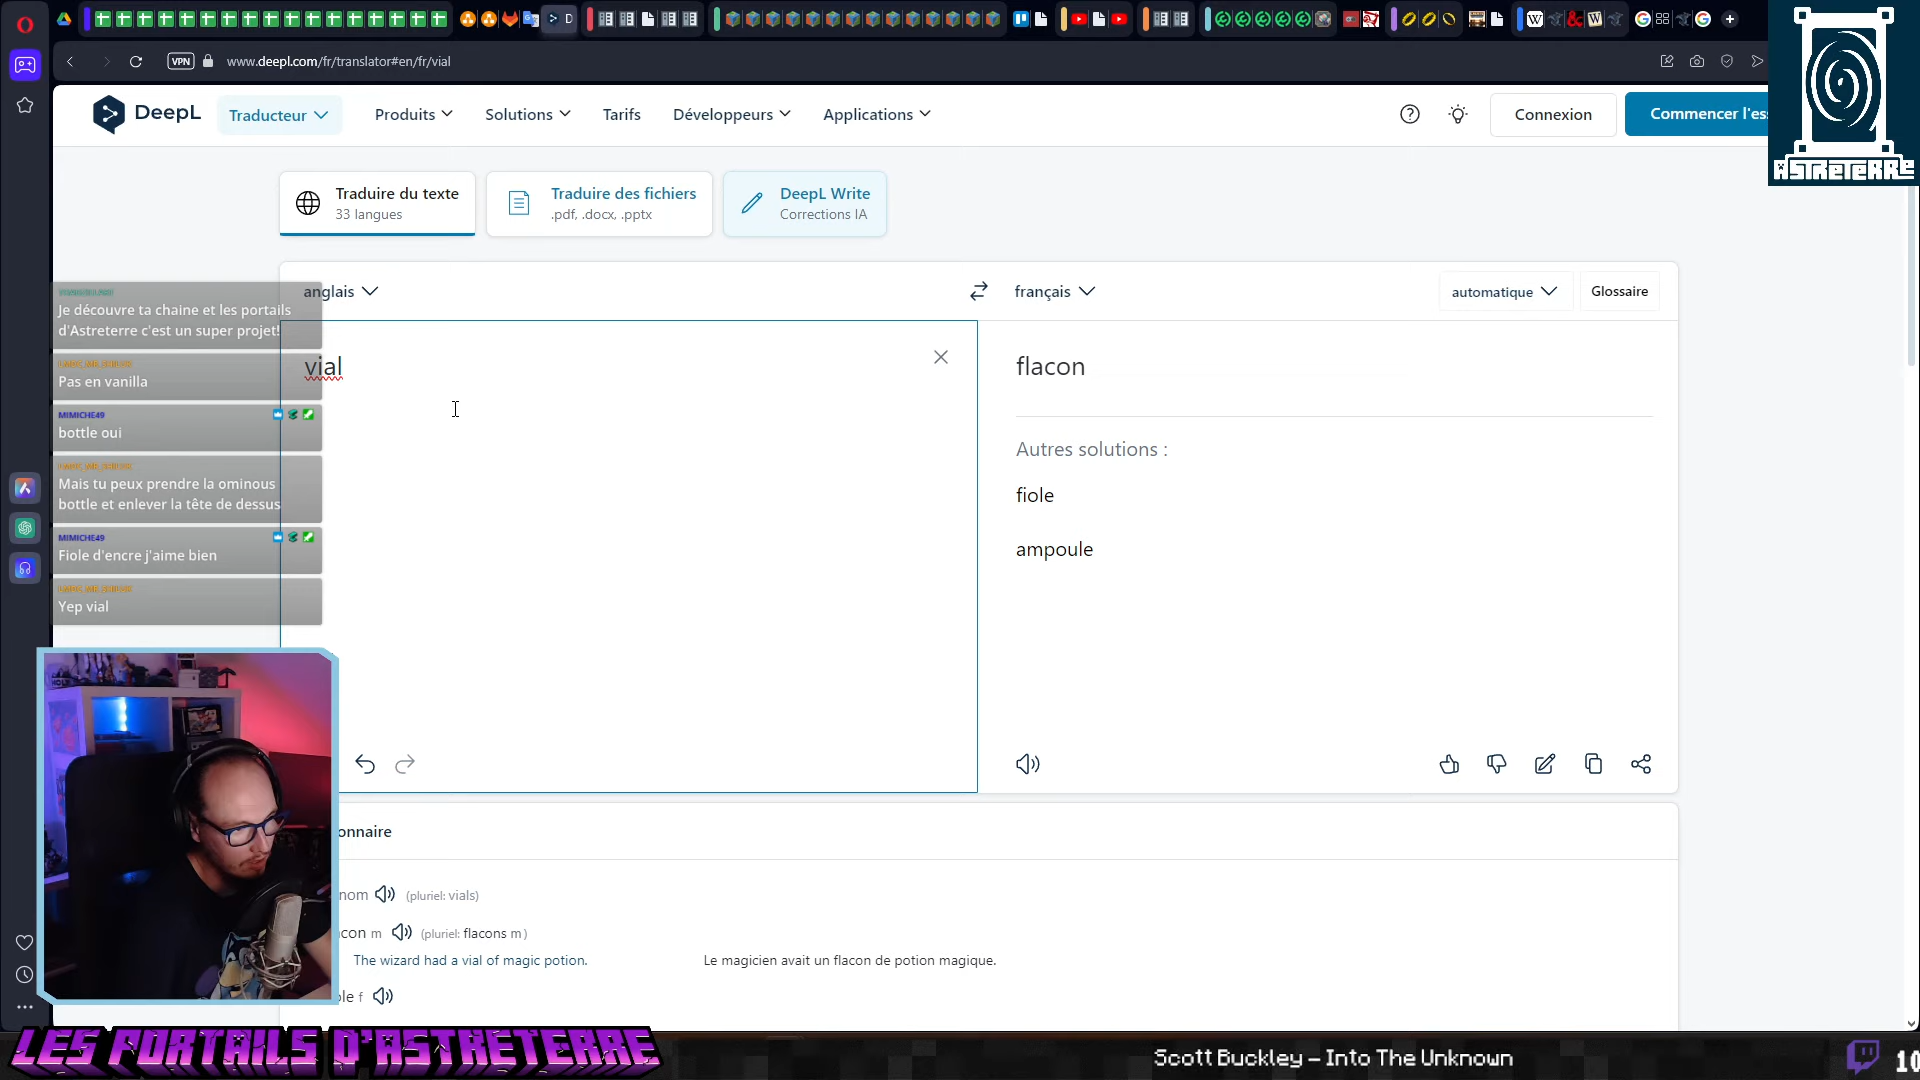 D
VPN
www.deepl.com/fr/translator#en/fr/vial
DeepL
Traducteur
Produits
Solutions
Tarifs
Développeurs
Applications
Connexion
Commencer l'es
ASTRETERRE
Traduire du texte
33 langues
Traduire des fichiers
.pdf, .docx, .pptx
DeepL Write
Corrections IA
anglais
français
automatique
Glossaire
Je découvre ta chaine et les portails
d'Astreterre c'est un super projet!
Pas en vanilla
MIMICHE49
bottle oui
Mais tu peux prendre la ominous
bottle et enlever la tête de dessus
MIMICHE49
Fiole d'encre j'aime bien
Yep vial
vial
flacon
Autres solutions :
fiole
ampoule
onnaire
nom
(pluriel: vials)
con m
(pluriel: flacons m)
The wizard had a vial of magic potion.
Le magicien avait un flacon de potion magique.
le f
LES PORTAILS D'ASTRETERRE
Scott Buckley – Into The Unknown
10